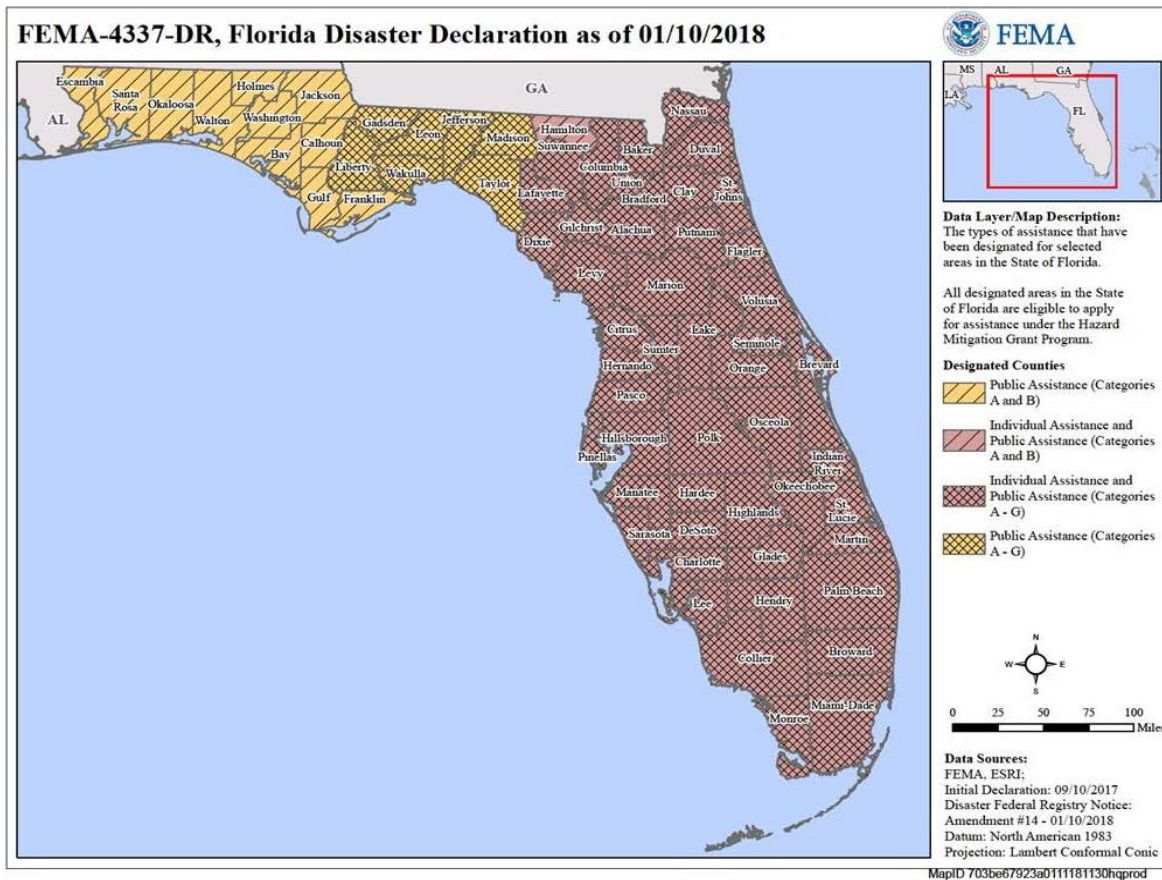 FEMA-4337-DR, Florida Disaster Declaration as of 01/10/2018
FEMA
GA
AL
Escambia
Santa
Rosa
Okaloosa
Walton
Holmes
Washington
Jackson
Bay
Calhoun
Gulf
Franklin
Liberty
Gadsden
Leon
Wakulla
Jefferson
Madison
Taylor
Hamilton
Suwannee
Lafayette
Columbia
Baker
Nassau
Duval
Union
Bradford
Clay
St.
Johns
Dixie
Gilchrist
Alachua
Putnam
Flagler
Levy
Marion
Volusia
Citrus
Sumter
Lake
Seminole
Hernando
Orange
Brevard
Pasco
Osceola
Hillsborough
Polk
Pinellas
Indian
River
Okeechobee
Manatee
Hardee
Highlands
St.
Lucie
Sarasota
DeSoto
Martin
Charlotte
Glades
Lee
Hendry
Palm Beach
Collier
Broward
Monroe
Miami-Dade
MS
AL
GA
LA
FL
Data Layer/Map Description:
The types of assistance that have
been designated for selected
areas in the State of Florida.
All designated areas in the State
of Florida are eligible to apply
for assistance under the Hazard
Mitigation Grant Program.
Designated Counties
Public Assistance (Categories
A and B)
Individual Assistance and
Public Assistance (Categories
A and B)
Individual Assistance and
Public Assistance (Categories
A - G)
Public Assistance (Categories
A - G)
N
W
E
S
0 25 50 75 100
Miles
Data Sources:
FEMA, ESRI;
Initial Declaration: 09/10/2017
Disaster Federal Registry Notice:
Amendment #14 - 01/10/2018
Datum: North American 1983
Projection: Lambert Conformal Conic
MapID 703be67923a0111181130hqprod